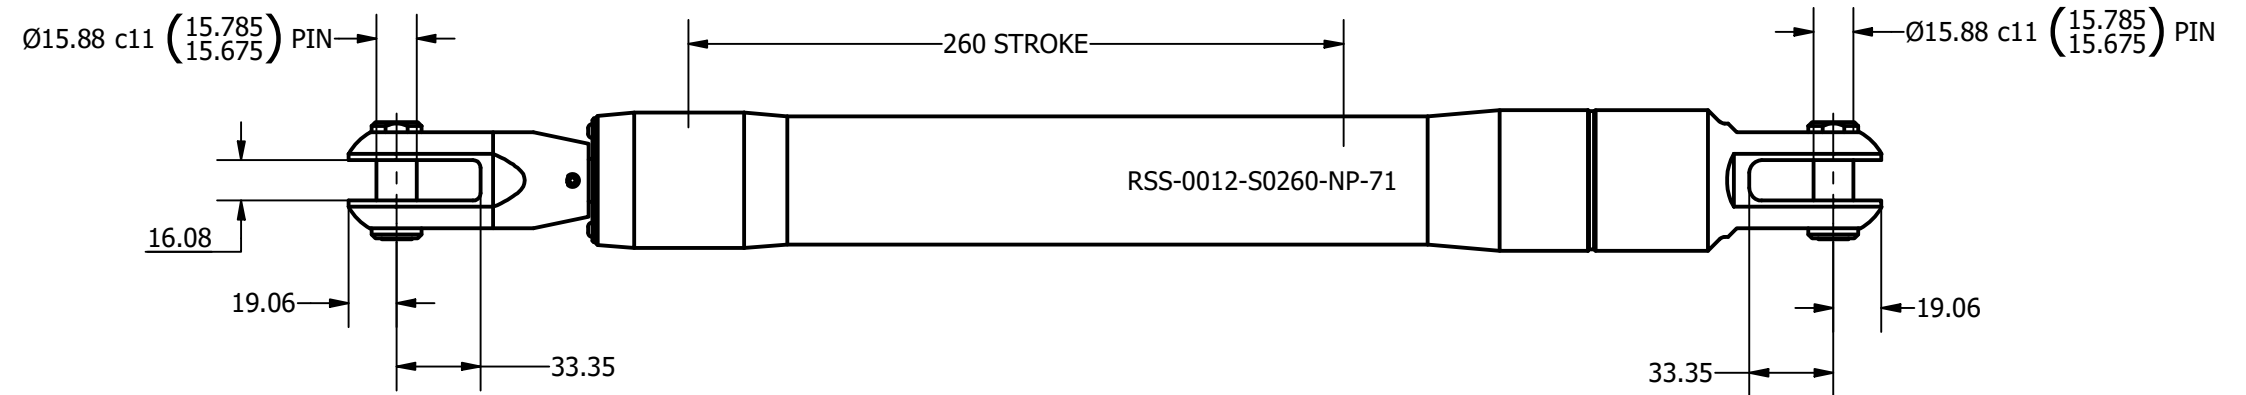 Ø15.88 c11 (15.785
15.675) PIN
260 STROKE
Ø15.88 c11 (15.785
15.675) PIN
RSS-0012-S0260-NP-71
16.08
19.06
19.06
33.35
33.35